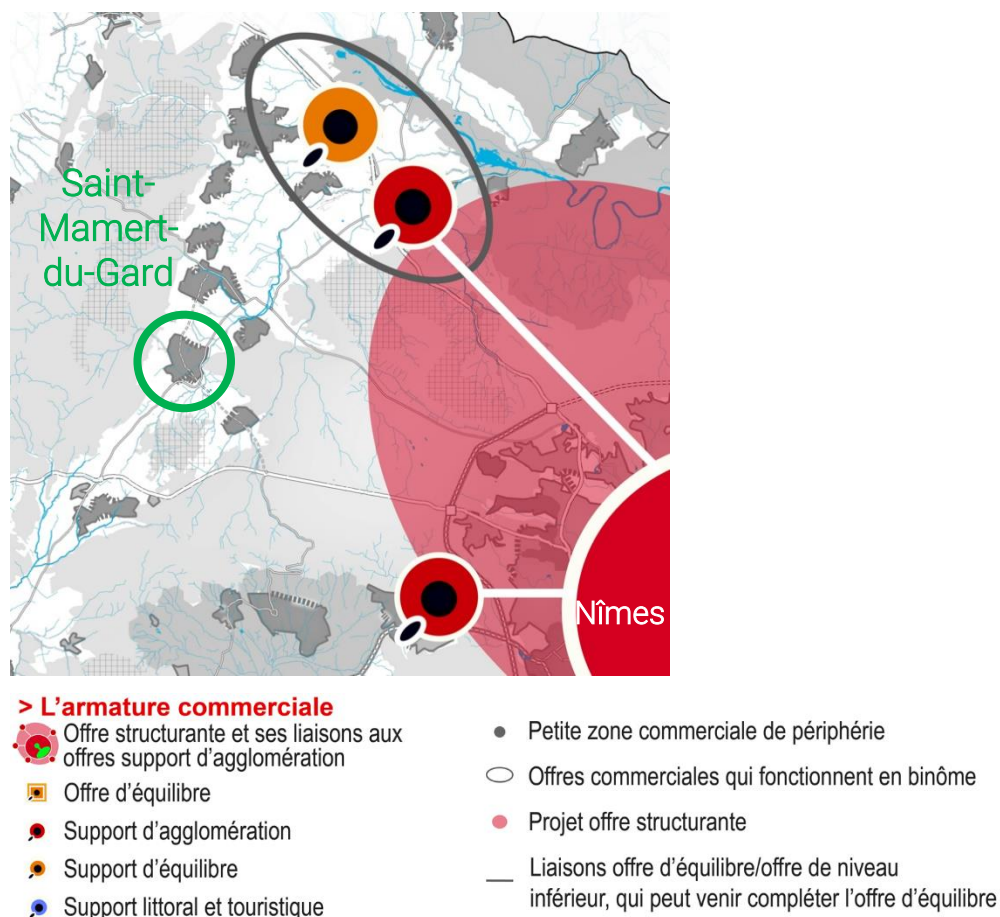 Saint-
Mamert-
du-Gard
Nîmes
> L'armature commerciale
Offre structurante et ses liaisons aux
offres support d'agglomération
Offre d'équilibre
Support d'agglomération
Support d'équilibre
Support littoral et touristique
Petite zone commerciale de périphérie
Offres commerciales qui fonctionnent en binôme
Projet offre structurante
Liaisons offre d'équilibre/offre de niveau
inférieur, qui peut venir compléter l'offre d'équilibre